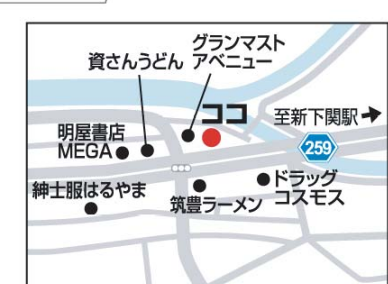 グランマスト
アベニュー
資さんうどん
ココ
至新下関駅
259
明屋書店
MEGA
紳士服はるやま
筑豊ラーメン
ドラッグ
コスモス